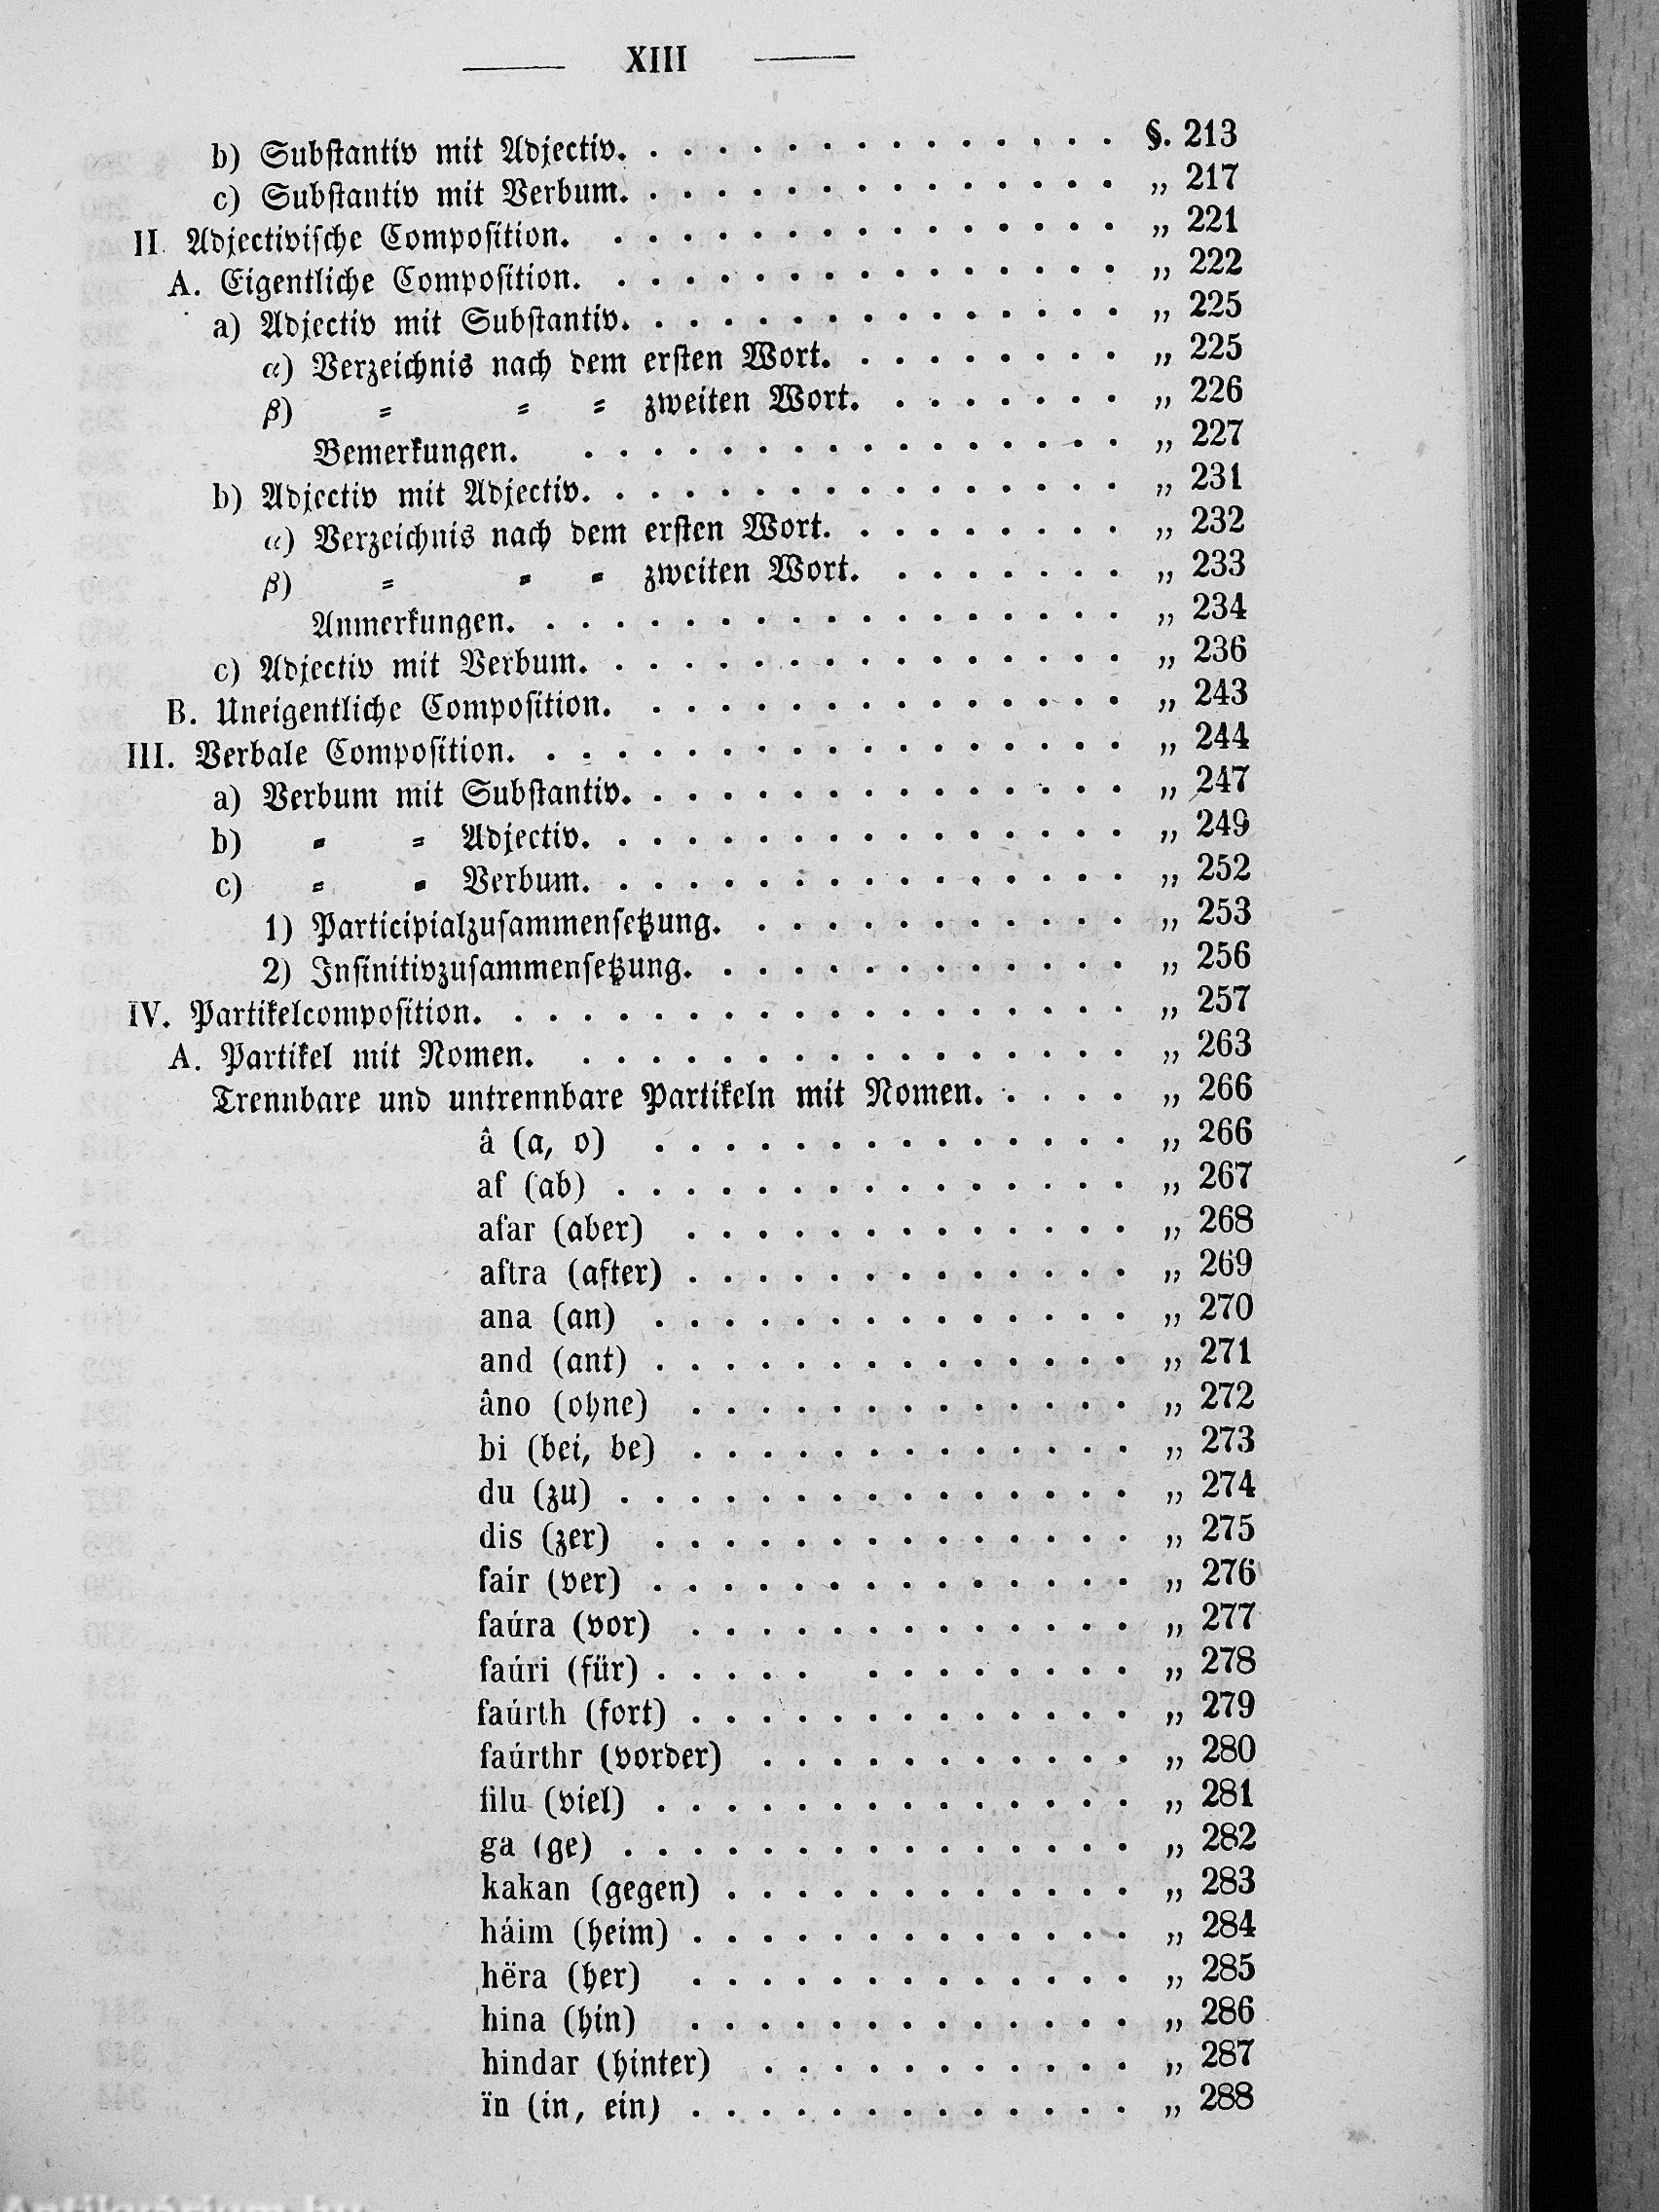 XIII
b) Substantiv mit Adjectiv. . . . . . . . . . . . . . . §. 213
c) Substantiv mit Verbum. . . . . . . . . . . . . . . „ 217
II. Adjectivische Composition. . . . . . . . . . . . . . . . „ 221
A. Eigentliche Composition. . . . . . . . . . . . . . . . „ 222
a) Adjectiv mit Substantiv. . . . . . . . . . . . . . . „ 225
α) Verzeichnis nach dem ersten Wort. . . . . . . . . „ 225
β) = = = zweiten Wort. . . . . . . . „ 226
Bemerkungen. . . . . . . . . . . . . . . . . „ 227
b) Adjectiv mit Adjectiv. . . . . . . . . . . . . . . . „ 231
α) Verzeichnis nach dem ersten Wort. . . . . . . . . „ 232
β) = = = zweiten Wort. . . . . . . . „ 233
Anmerkungen. . . . . . . . . . . . . . . . . . „ 234
c) Adjectiv mit Verbum. . . . . . . . . . . . . . . . „ 236
B. Uneigentliche Composition. . . . . . . . . . . . . . . „ 243
III. Verbale Composition. . . . . . . . . . . . . . . . . . „ 244
a) Verbum mit Substantiv. . . . . . . . . . . . . . . „ 247
b) = = Adjectiv. . . . . . . . . . . . . . . . „ 249
c) = = Verbum. . . . . . . . . . . . . . . . „ 252
1) Participialzusammensetzung. . . . . . . . . . . . „ 253
2) Infinitivzusammensetzung. . . . . . . . . . . . . „ 256
IV. Partikelcomposition. . . . . . . . . . . . . . . . . . . „ 257
A. Partikel mit Nomen. . . . . . . . . . . . . . . . . „ 263
Trennbare und untrennbare Partikeln mit Nomen. . . . . „ 266
â (a, o) . . . . . . . . . . . . . . „ 266
af (ab) . . . . . . . . . . . . . . . „ 267
afar (aber) . . . . . . . . . . . . . „ 268
aftra (after) . . . . . . . . . . . . . „ 269
ana (an) . . . . . . . . . . . . . . „ 270
and (ant) . . . . . . . . . . . . . . „ 271
âno (ohne) . . . . . . . . . . . . . „ 272
bi (bei, be) . . . . . . . . . . . . . „ 273
du (zu) . . . . . . . . . . . . . . . „ 274
dis (zer) . . . . . . . . . . . . . . „ 275
faír (ver) . . . . . . . . . . . . . . „ 276
faúra (vor) . . . . . . . . . . . . . „ 277
faúri (für) . . . . . . . . . . . . . „ 278
faúrth (fort) . . . . . . . . . . . . . „ 279
faúrthr (vorder) . . . . . . . . . . . „ 280
filu (viel) . . . . . . . . . . . . . . „ 281
ga (ge) . . . . . . . . . . . . . . . „ 282
kakan (gegen) . . . . . . . . . . . . „ 283
háim (heim) . . . . . . . . . . . . . „ 284
hëra (her) . . . . . . . . . . . . . „ 285
hina (hin) . . . . . . . . . . . . . „ 286
hindar (hinter) . . . . . . . . . . . „ 287
ïn (in, ein) . . . . . . . . . . . . . „ 288